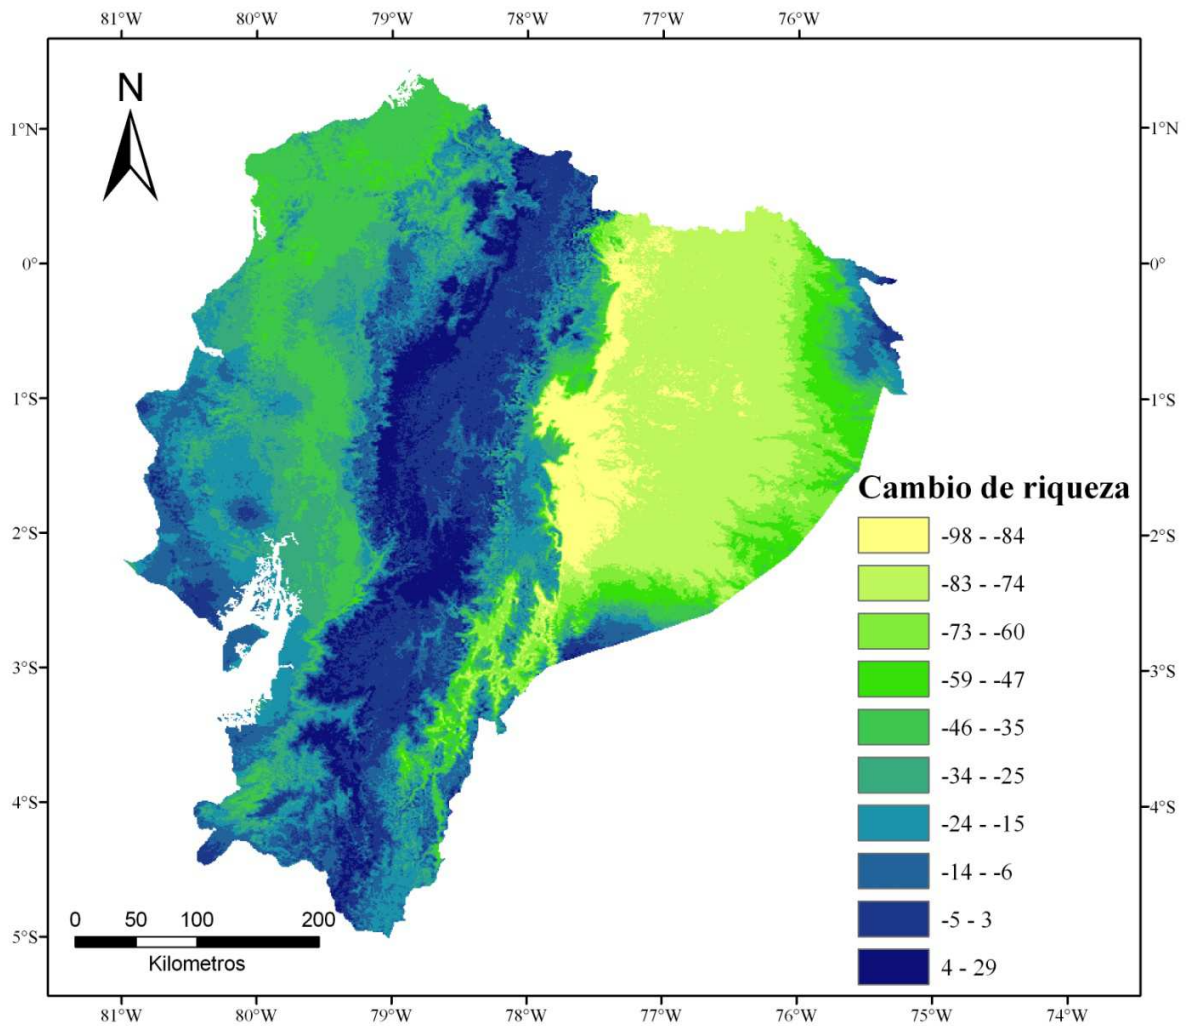 81°W 80°W 79°W 78°W 77°W 76°W
N
1°N 1°N
0° 0°
1°S 1°S
2°S 2°S
3°S 3°S
4°S 4°S
5°S
Cambio de riqueza
-98 - -84
-83 - -74
-73 - -60
-59 - -47
-46 - -35
-34 - -25
-24 - -15
-14 - -6
-5 - 3
4 - 29
0 50 100 200
Kilometros
81°W 80°W 79°W 78°W 77°W 76°W 75°W 74°W